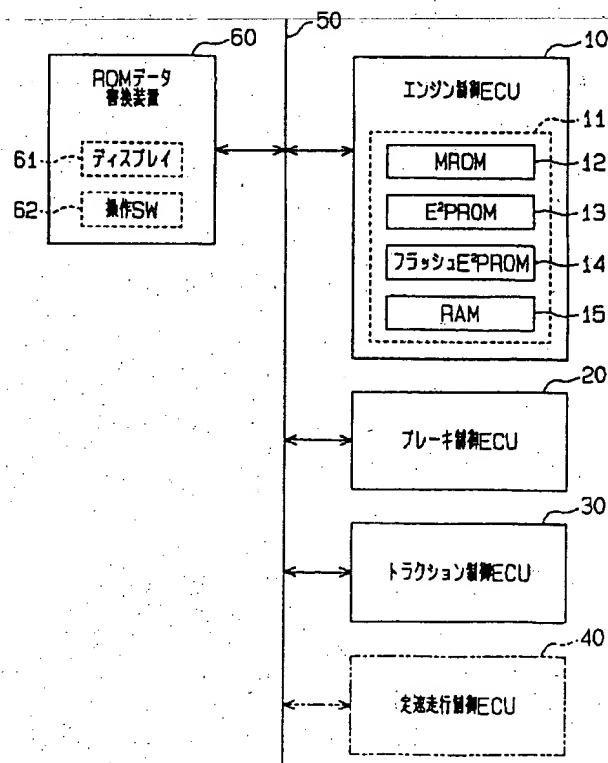 60
50
10
ROMデータ
書換装置
エンジン制御ECU
11
61
ディスプレイ
MROM
12
62
操作SW
E²PROM
13
フラッシュE²PROM
14
RAM
15
20
ブレーキ制御ECU
30
トラクション制御ECU
40
定速走行制御ECU